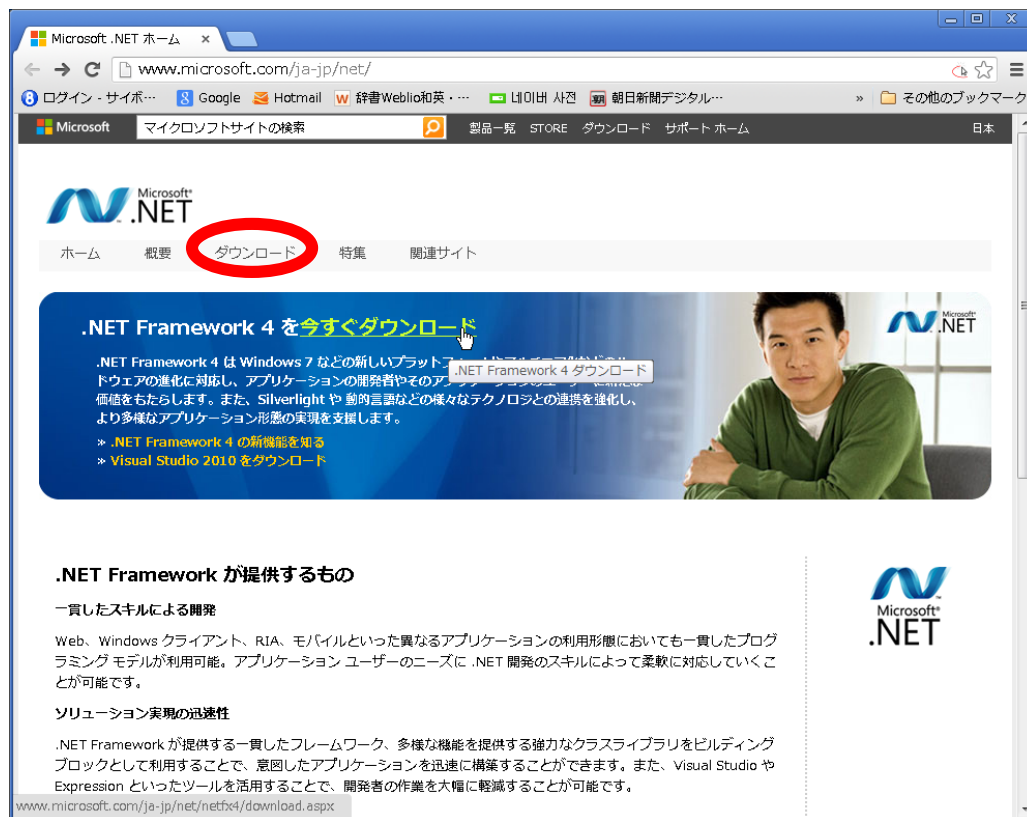 Microsoft .NET ホーム ×
www.microsoft.com/ja-jp/net/
ログイン - サイボ… Google Hotmail 辞書Weblio和英・… 네이버 사전 朝日新聞デジタル… » その他のブックマーク
Microsoft マイクロソフトサイトの検索 製品一覧 STORE ダウンロード サポート ホーム 日本
Microsoft®
.NET
ホーム 概要 ダウンロード 特集 関連サイト
.NET Framework 4 を今すぐダウンロード
Microsoft®
.NET
.NET Framework 4 は Windows 7 などの新しいプラットフォ
.NET Framework 4 ダウンロード
ドウェアの進化に対応し、アプリケーションの開発者やそのア
価値をもたらします。また、Silverlight や 動的言語などの様々なテクノロジとの連携を強化し、
より多様なアプリケーション形態の実現を支援します。
» .NET Framework 4 の新機能を知る
» Visual Studio 2010 をダウンロード
.NET Framework が提供するもの
一貫したスキルによる開発
Web、Windows クライアント、RIA、モバイルといった異なるアプリケーションの利用形態においても一貫したプログ
ラミング モデルが利用可能。アプリケーション ユーザーのニーズに .NET 開発のスキルによって柔軟に対応していくこ
とが可能です。
ソリューション実現の迅速性
.NET Framework が提供する一貫したフレームワーク、多様な機能を提供する強力なクラスライブラリをビルディング
ブロックとして利用することで、意図したアプリケーションを迅速に構築することができます。また、Visual Studio や
Expression といったツールを活用することで、開発者の作業を大幅に軽減することが可能です。
Microsoft®
.NET
www.microsoft.com/ja-jp/net/netfx4/download.aspx